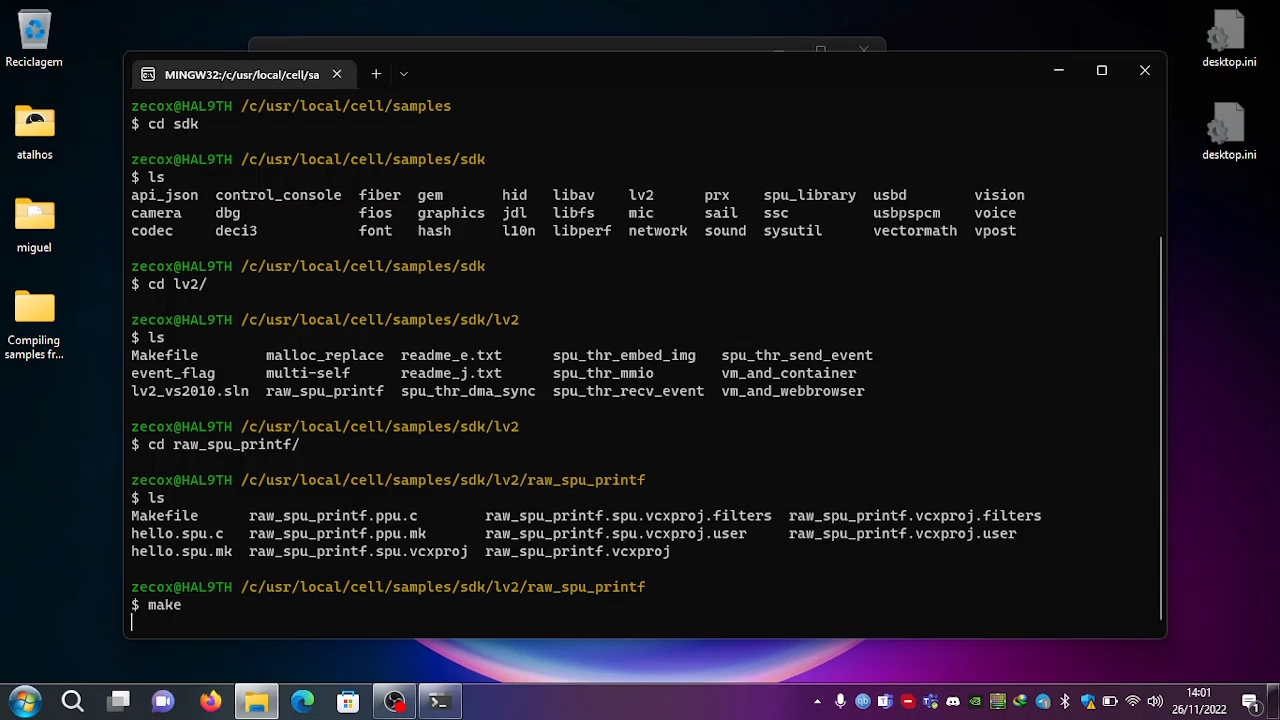 Reciclagem
atalhos
miguel
Compiling
samples fr...
desktop.ini
desktop.ini
MINGW32:/c/usr/local/cell/sa
zecox@HAL9TH /c/usr/local/cell/samples
$ cd sdk
zecox@HAL9TH /c/usr/local/cell/samples/sdk
$ ls
api_json control_console fiber gem hid libav lv2 prx spu_library usbd vision
camera dbg fios graphics jdl libfs mic sail ssc usbpspcm voice
codec deci3 font hash l10n libperf network sound sysutil vectormath vpost
zecox@HAL9TH /c/usr/local/cell/samples/sdk
$ cd lv2/
zecox@HAL9TH /c/usr/local/cell/samples/sdk/lv2
$ ls
Makefile malloc_replace readme_e.txt spu_thr_embed_img spu_thr_send_event
event_flag multi-self readme_j.txt spu_thr_mmio vm_and_container
lv2_vs2010.sln raw_spu_printf spu_thr_dma_sync spu_thr_recv_event vm_and_webbrowser
zecox@HAL9TH /c/usr/local/cell/samples/sdk/lv2
$ cd raw_spu_printf/
zecox@HAL9TH /c/usr/local/cell/samples/sdk/lv2/raw_spu_printf
$ ls
Makefile raw_spu_printf.ppu.c raw_spu_printf.spu.vcxproj.filters raw_spu_printf.vcxproj.filters
hello.spu.c raw_spu_printf.ppu.mk raw_spu_printf.spu.vcxproj.user raw_spu_printf.vcxproj.user
hello.spu.mk raw_spu_printf.spu.vcxproj raw_spu_printf.vcxproj
zecox@HAL9TH /c/usr/local/cell/samples/sdk/lv2/raw_spu_printf
$ make
14:01
26/11/2022